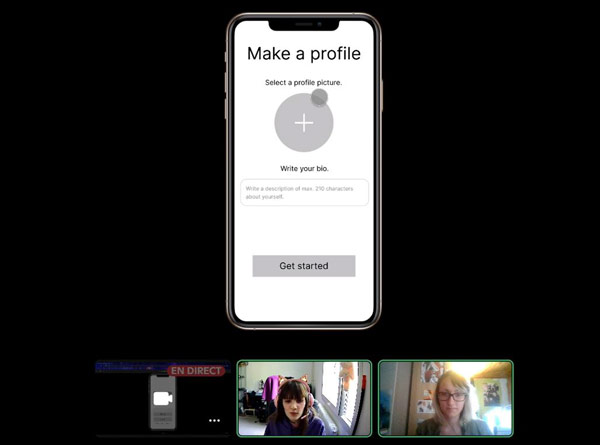 Make a profile
Select a profile picture.
Write your bio.
Write a description of max. 210 characters
about yourself.
Get started
EN DIRECT